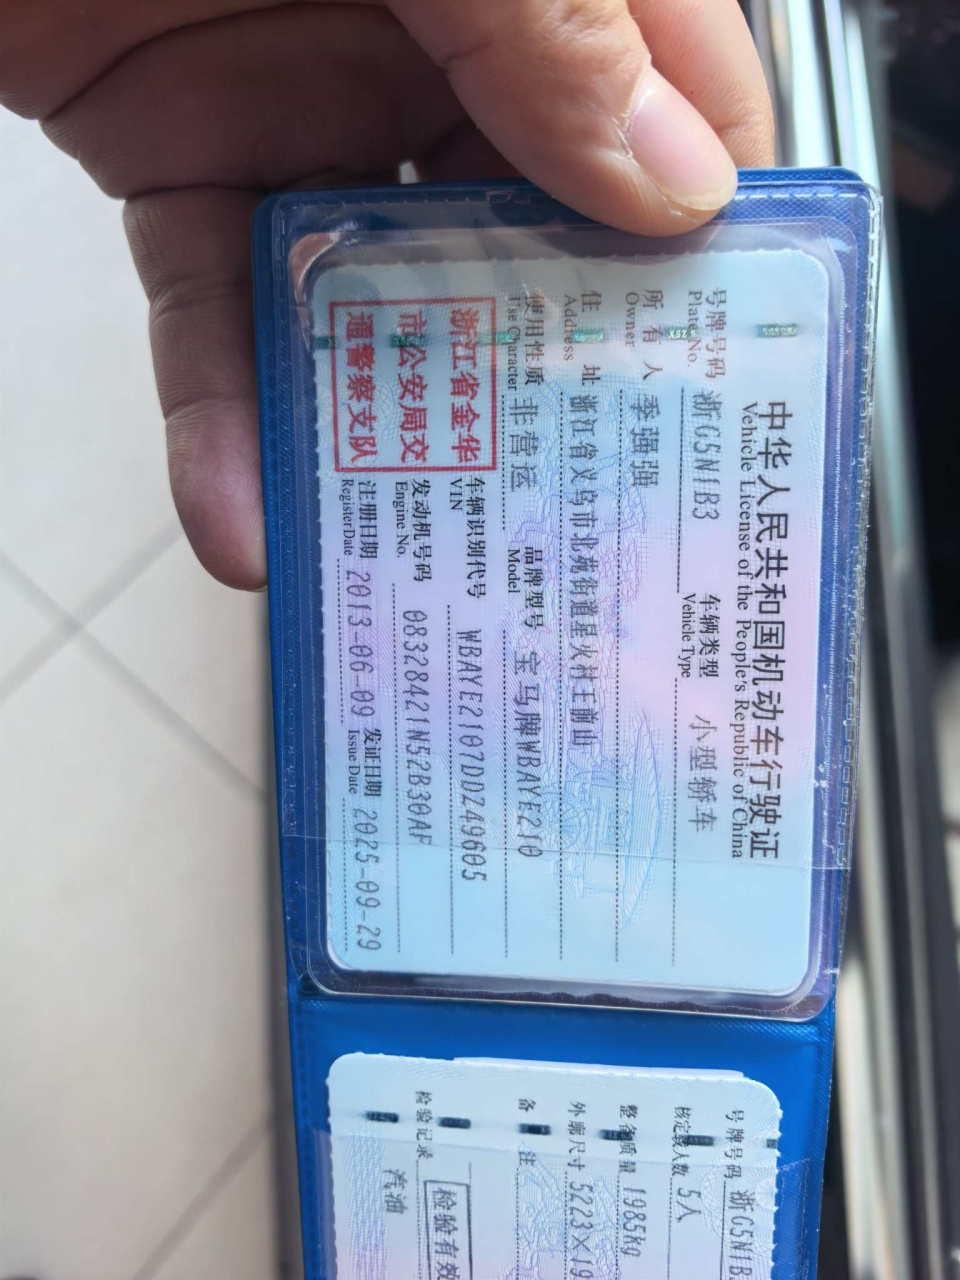 中华人民共和国机动车行驶证
Vehicle License of the People's Republic of China
号牌号码 浙G5N1B3 车辆类型 小型轿车
Plate No. Vehicle Type
所有人 季强强
Owner
住址 浙江省义乌市北苑街道星火村王前山
Address
使用性质 非营运 品牌型号 宝马牌WBAYE210
Use Character Model
浙江省金华
市公安局交
通警察支队
车辆识别代号 WBAYE2107DDZ49605
VIN
发动机号码 08328421N52B30AF
Engine No.
注册日期 2013-06-09 发证日期 2025-09-29
Register Date Issue Date
号牌号码 浙G5N1B
核定载人数 5人
整备质量 1985kg
外廓尺寸 5223×19
备注
检验有效
检验记录
汽油